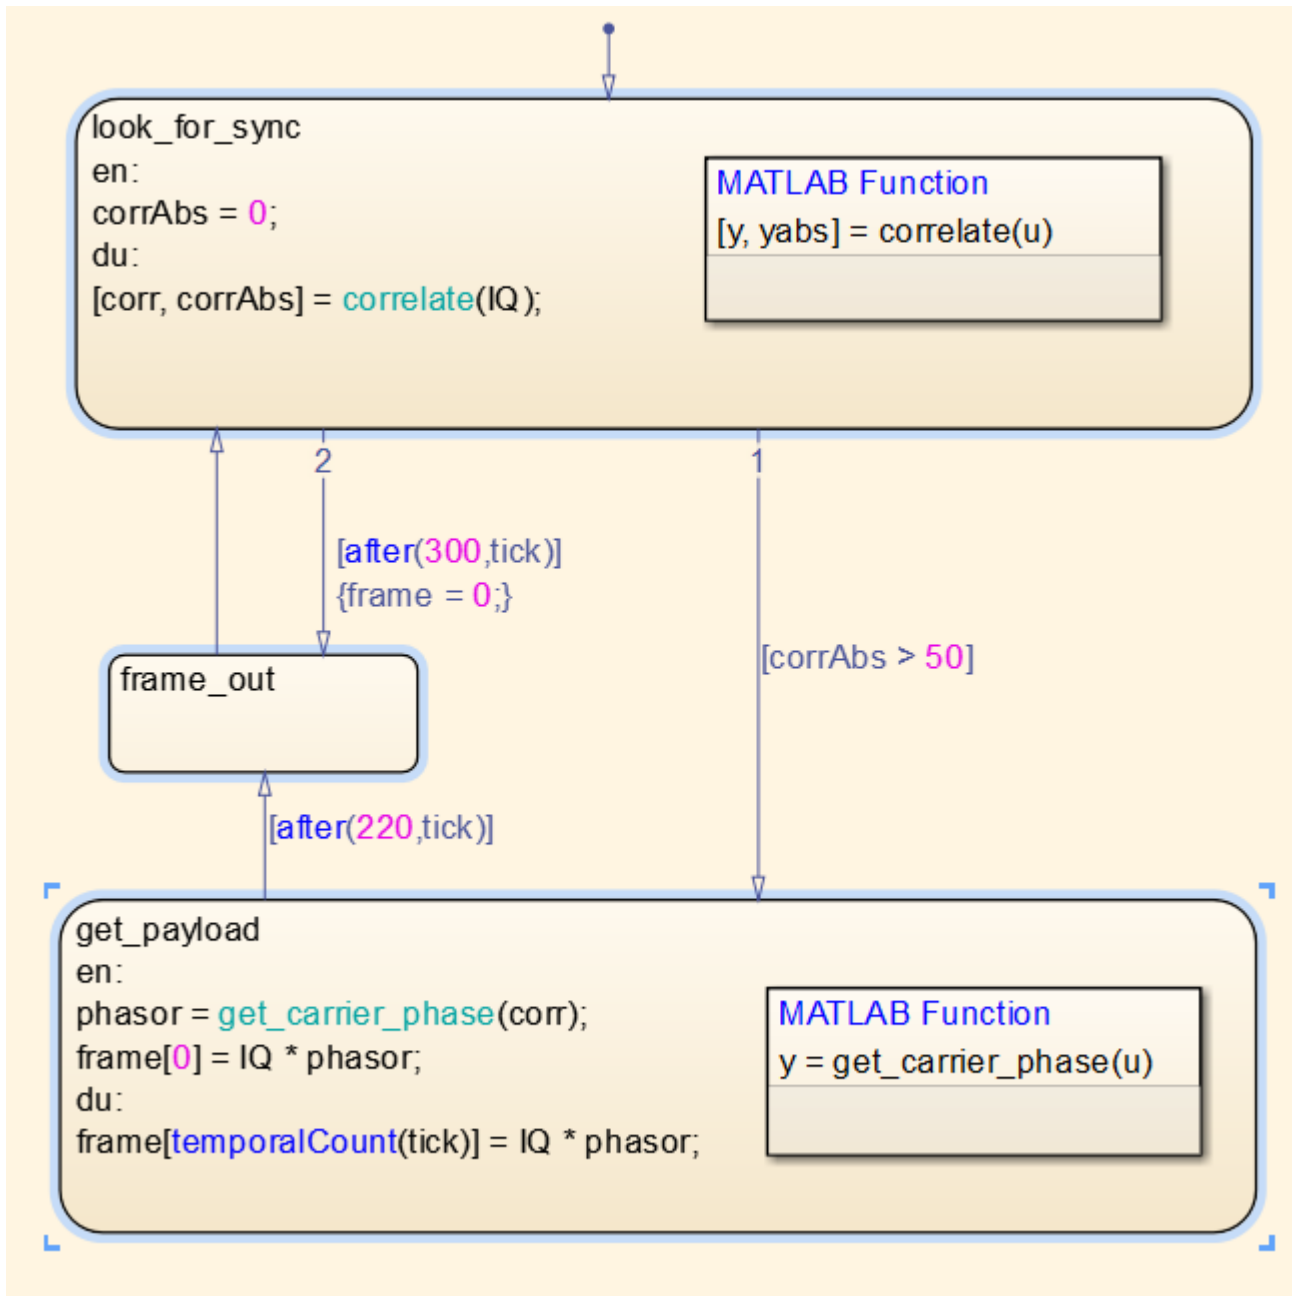 look_for_sync
en:
corrAbs = 0;
du:
[corr, corrAbs] = correlate(IQ);
MATLAB Function
[y, yabs] = correlate(u)
2
1
[after(300,tick)]
{frame = 0;}
[corrAbs > 50]
frame_out
[after(220,tick)]
get_payload
en:
phasor = get_carrier_phase(corr);
frame[0] = IQ * phasor;
du:
frame[temporalCount(tick)] = IQ * phasor;
MATLAB Function
y = get_carrier_phase(u)